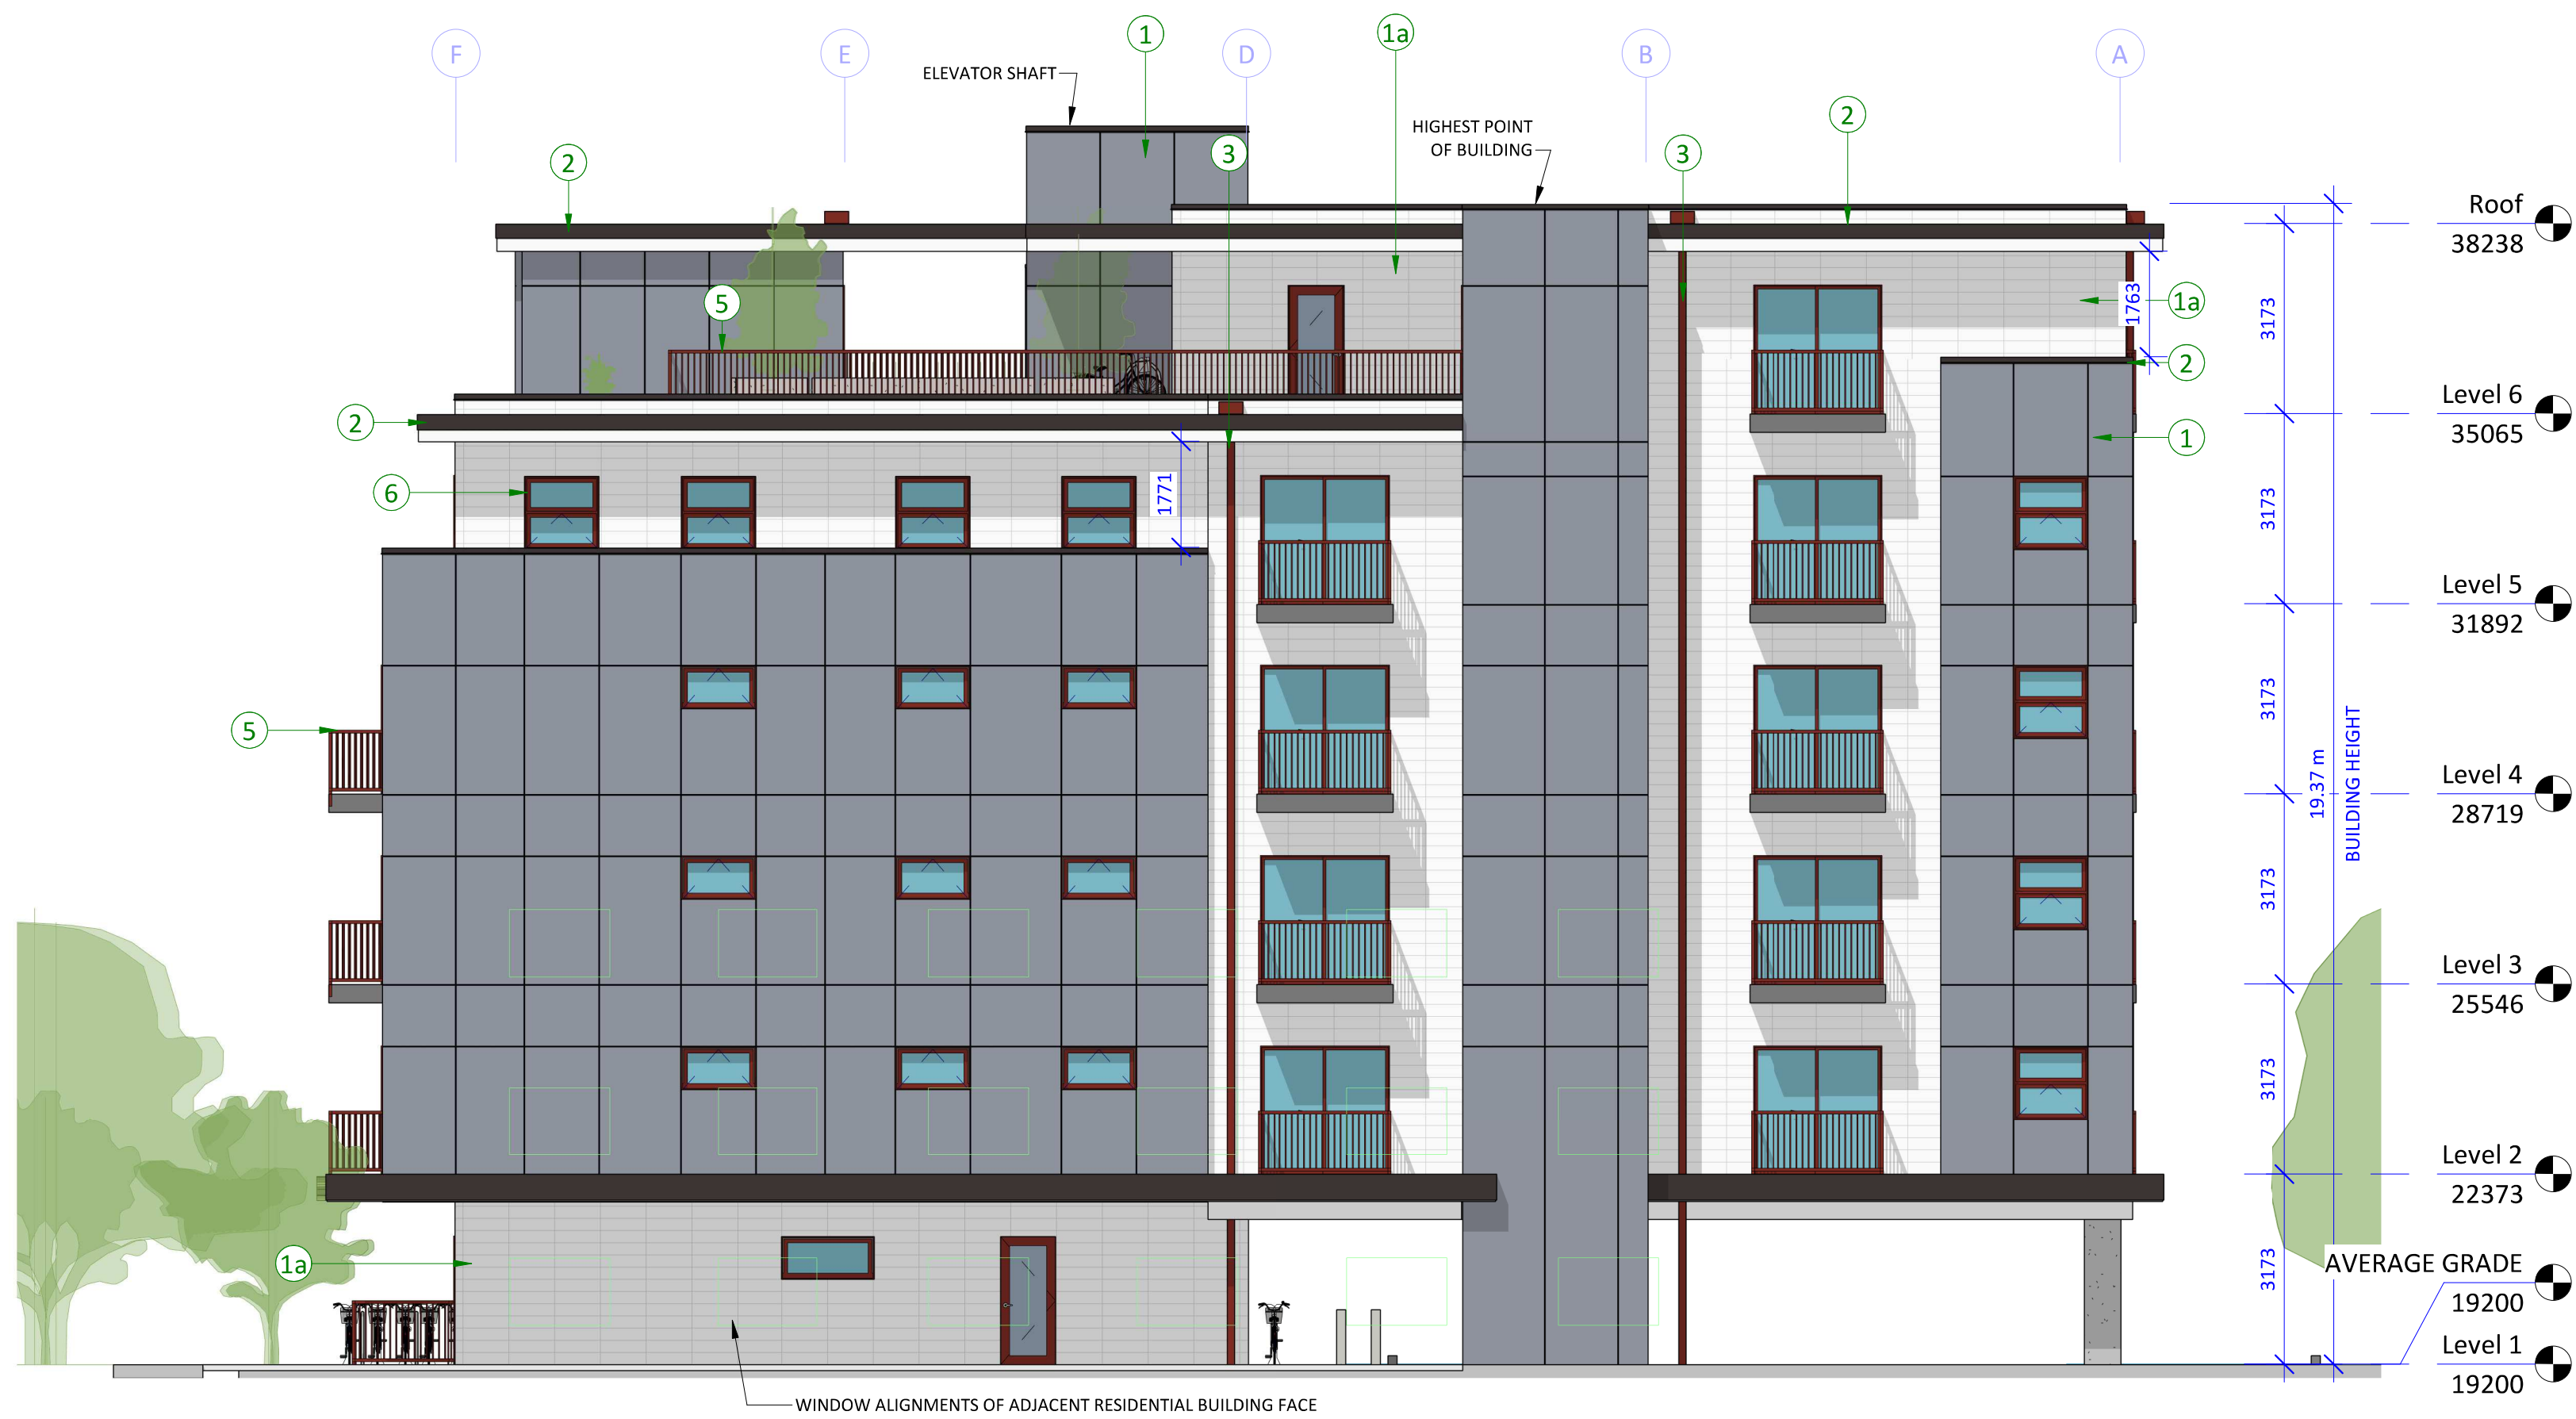 F
E
1
D
1a
B
A
ELEVATOR SHAFT
HIGHEST POINT
OF BUILDING
2
3
3
2
2
5
1a
2
1
6
5
1a
1763
1771
Roof
38238
3173
Level 6
35065
3173
Level 5
31892
3173
Level 4
28719
19.37 m
BUILDING HEIGHT
3173
Level 3
25546
3173
Level 2
22373
3173
AVERAGE GRADE
19200
Level 1
19200
WINDOW ALIGNMENTS OF ADJACENT RESIDENTIAL BUILDING FACE